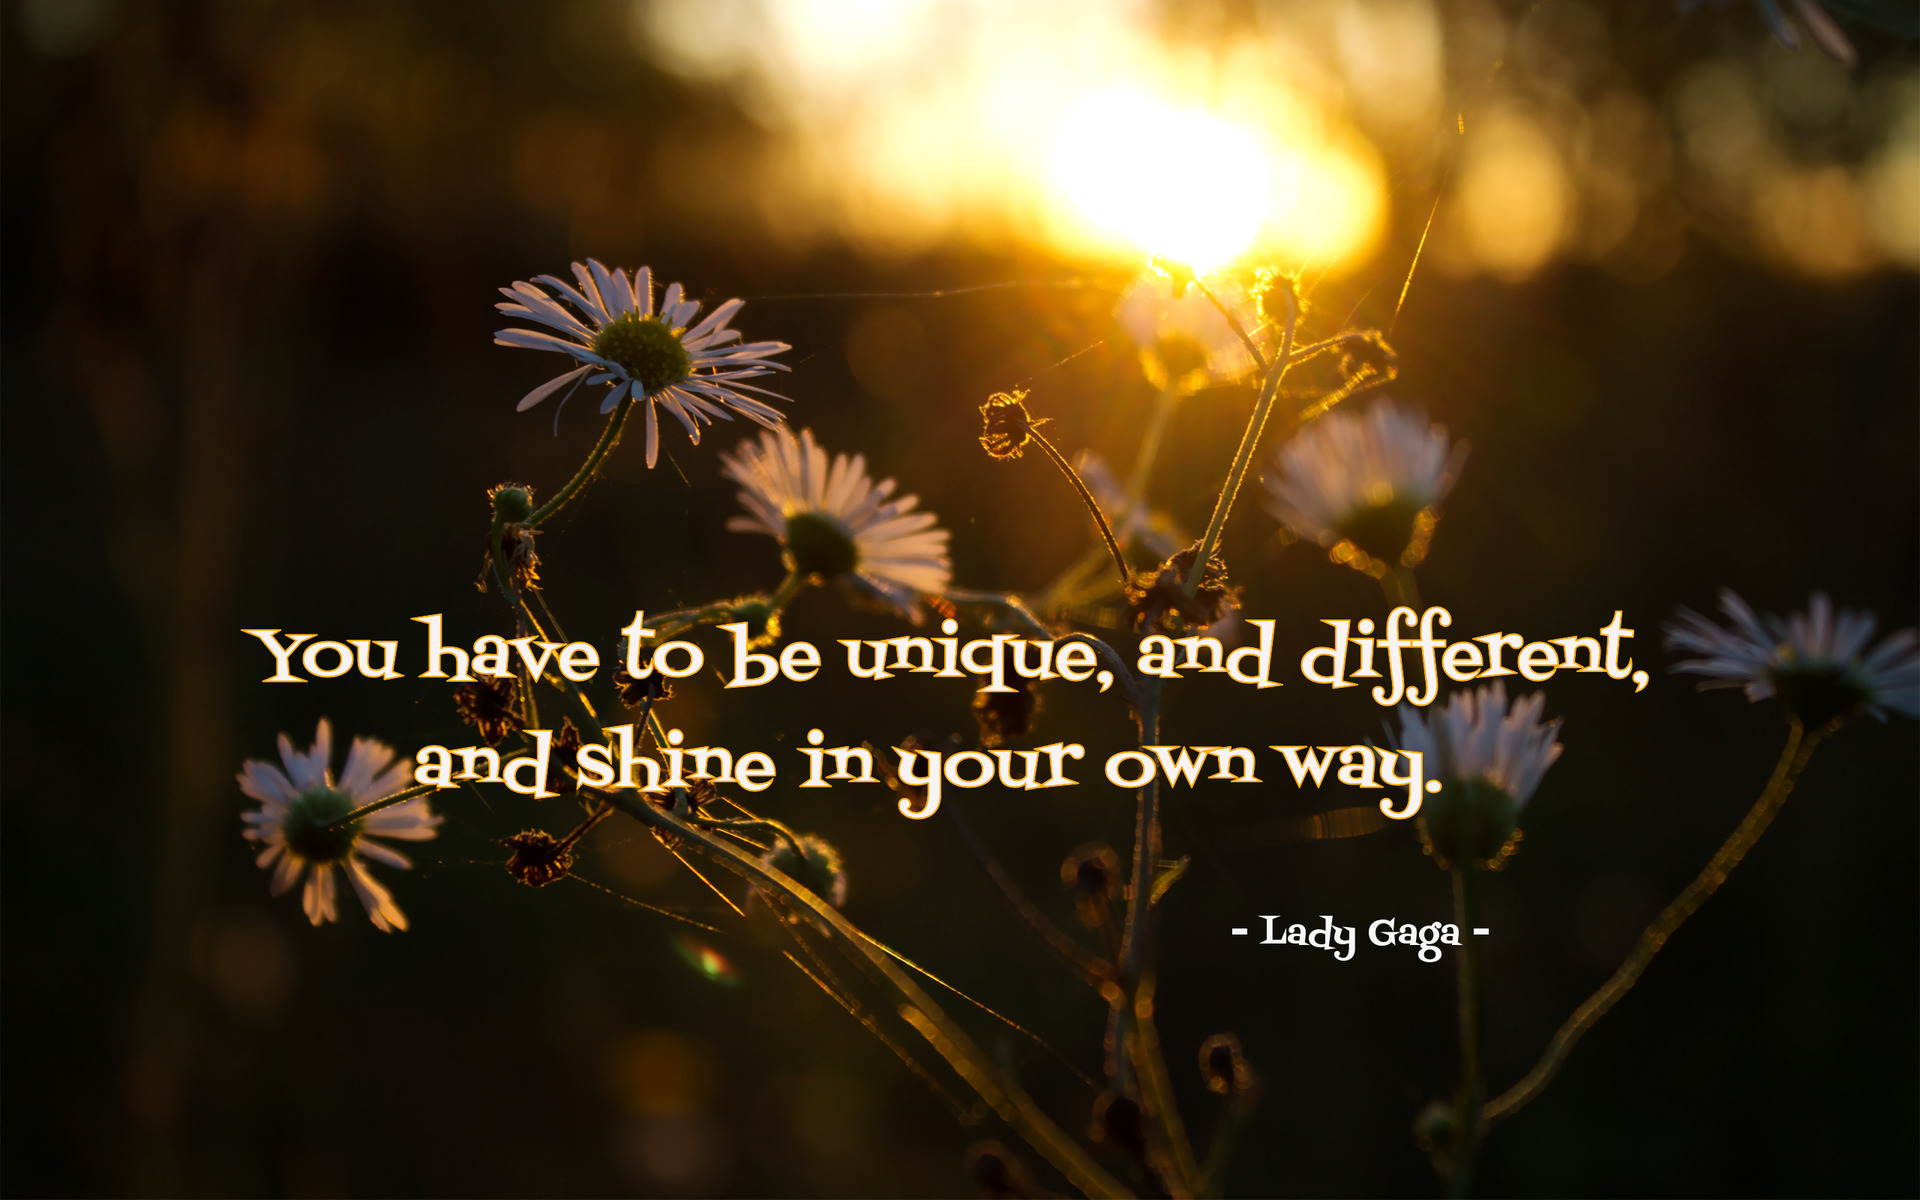 You have to be unique, and different,
and shine in your own way.
- Lady Gaga -